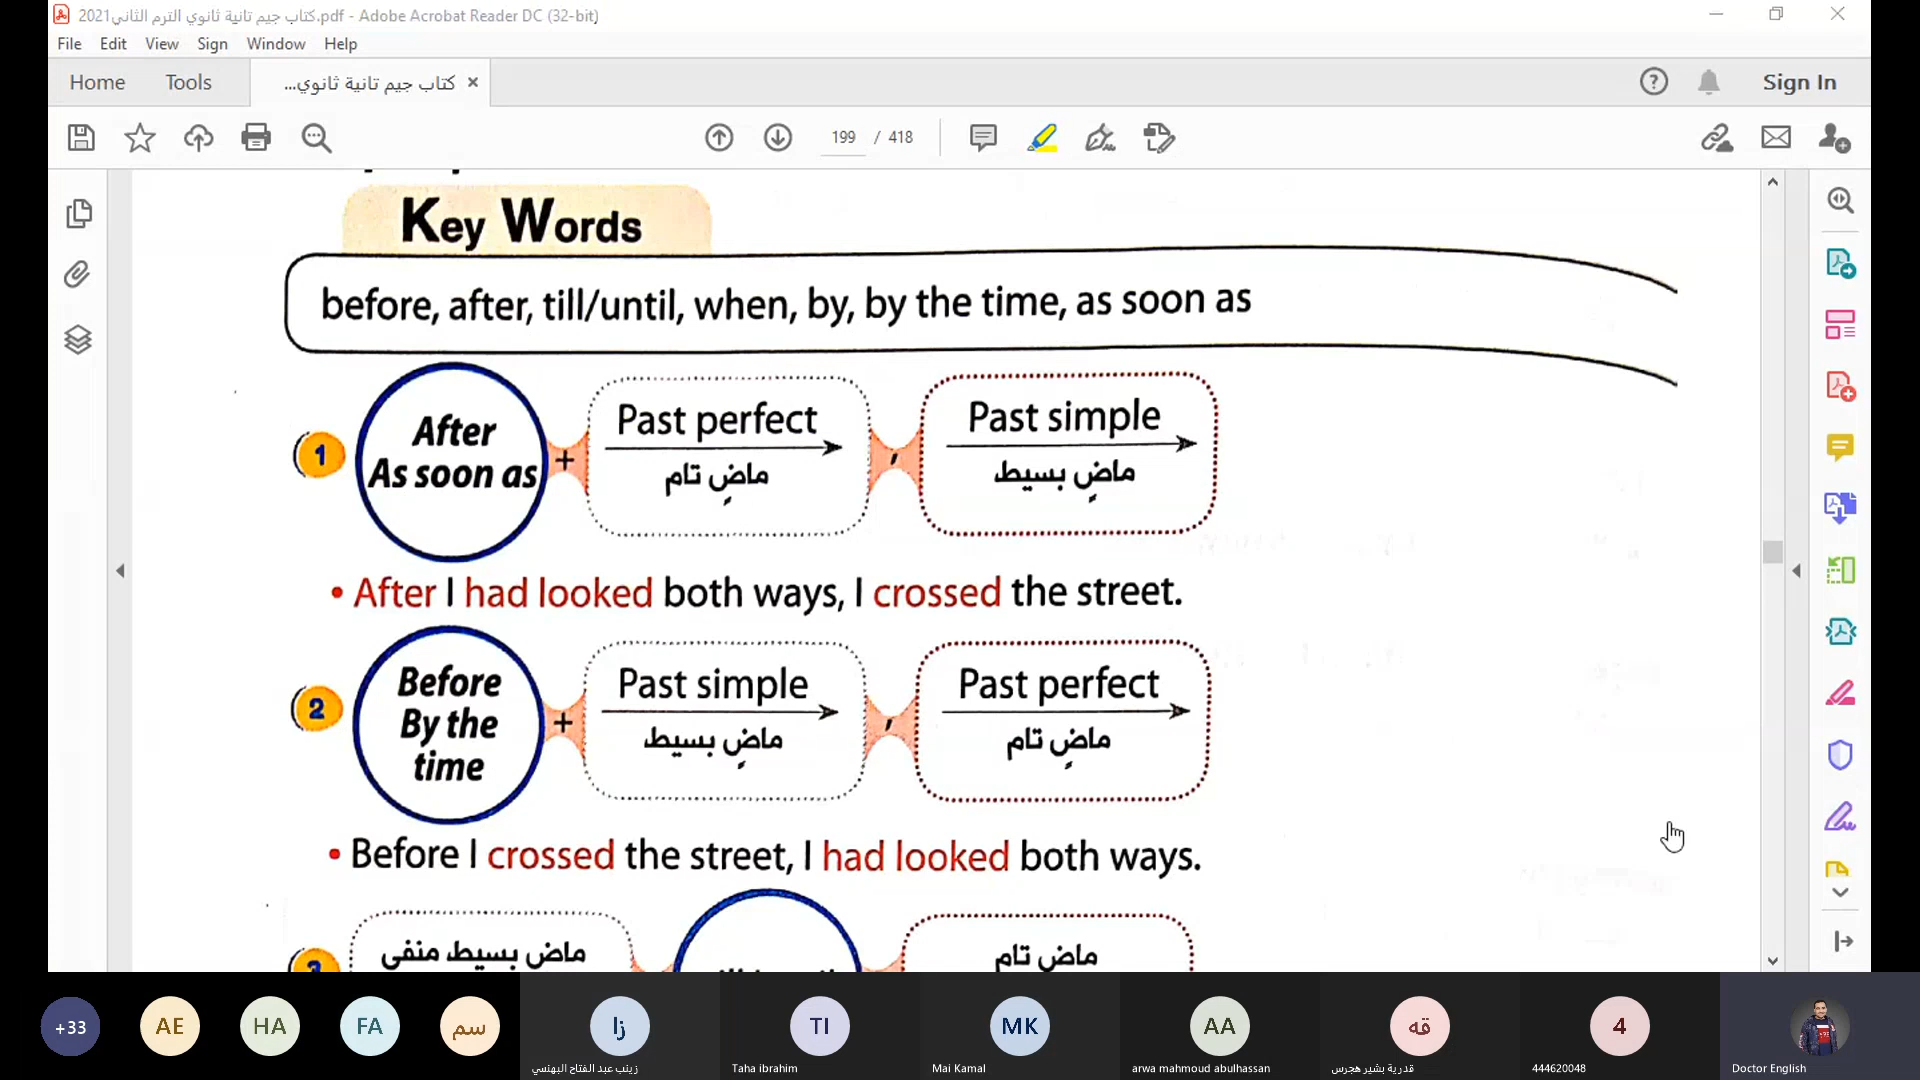 كتاب جيم تانية ثانوي الترم الثاني2021.pdf - Adobe Acrobat Reader DC (32-bit)
File Edit View Sign Window Help
Home Tools كتاب جيم تانية ثانوي... × Sign In
199 / 418
Key Words
before, after, till/until, when, by, by the time, as soon as
1 After As soon as + Past perfect ماضٍ تام , Past simple ماضٍ بسيط
• After I had looked both ways, I crossed the street.
2 Before By the time + Past simple ماضٍ بسيط , Past perfect ماضٍ تام
• Before I crossed the street, I had looked both ways.
3 ماض بسيط منفى ماض تام
+33 AE HA FA سم زا TI MK AA قه 4
زينب عبد الفتاح البهنسي Taha ibrahim Mai Kamal arwa mahmoud abulhassan قدرية بشير هجرس 444620048 Doctor English